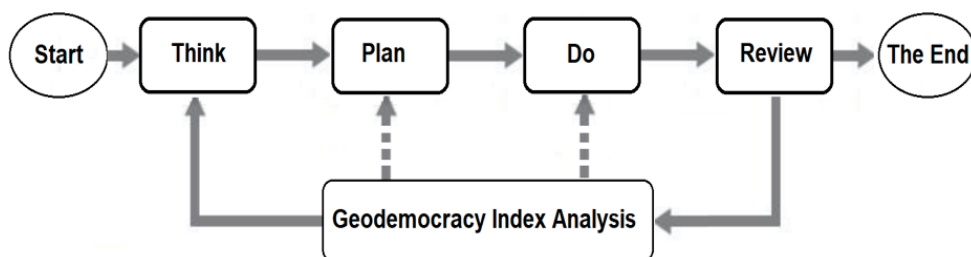 Start
Think
Plan
Do
Review
The End
Geodemocracy Index Analysis